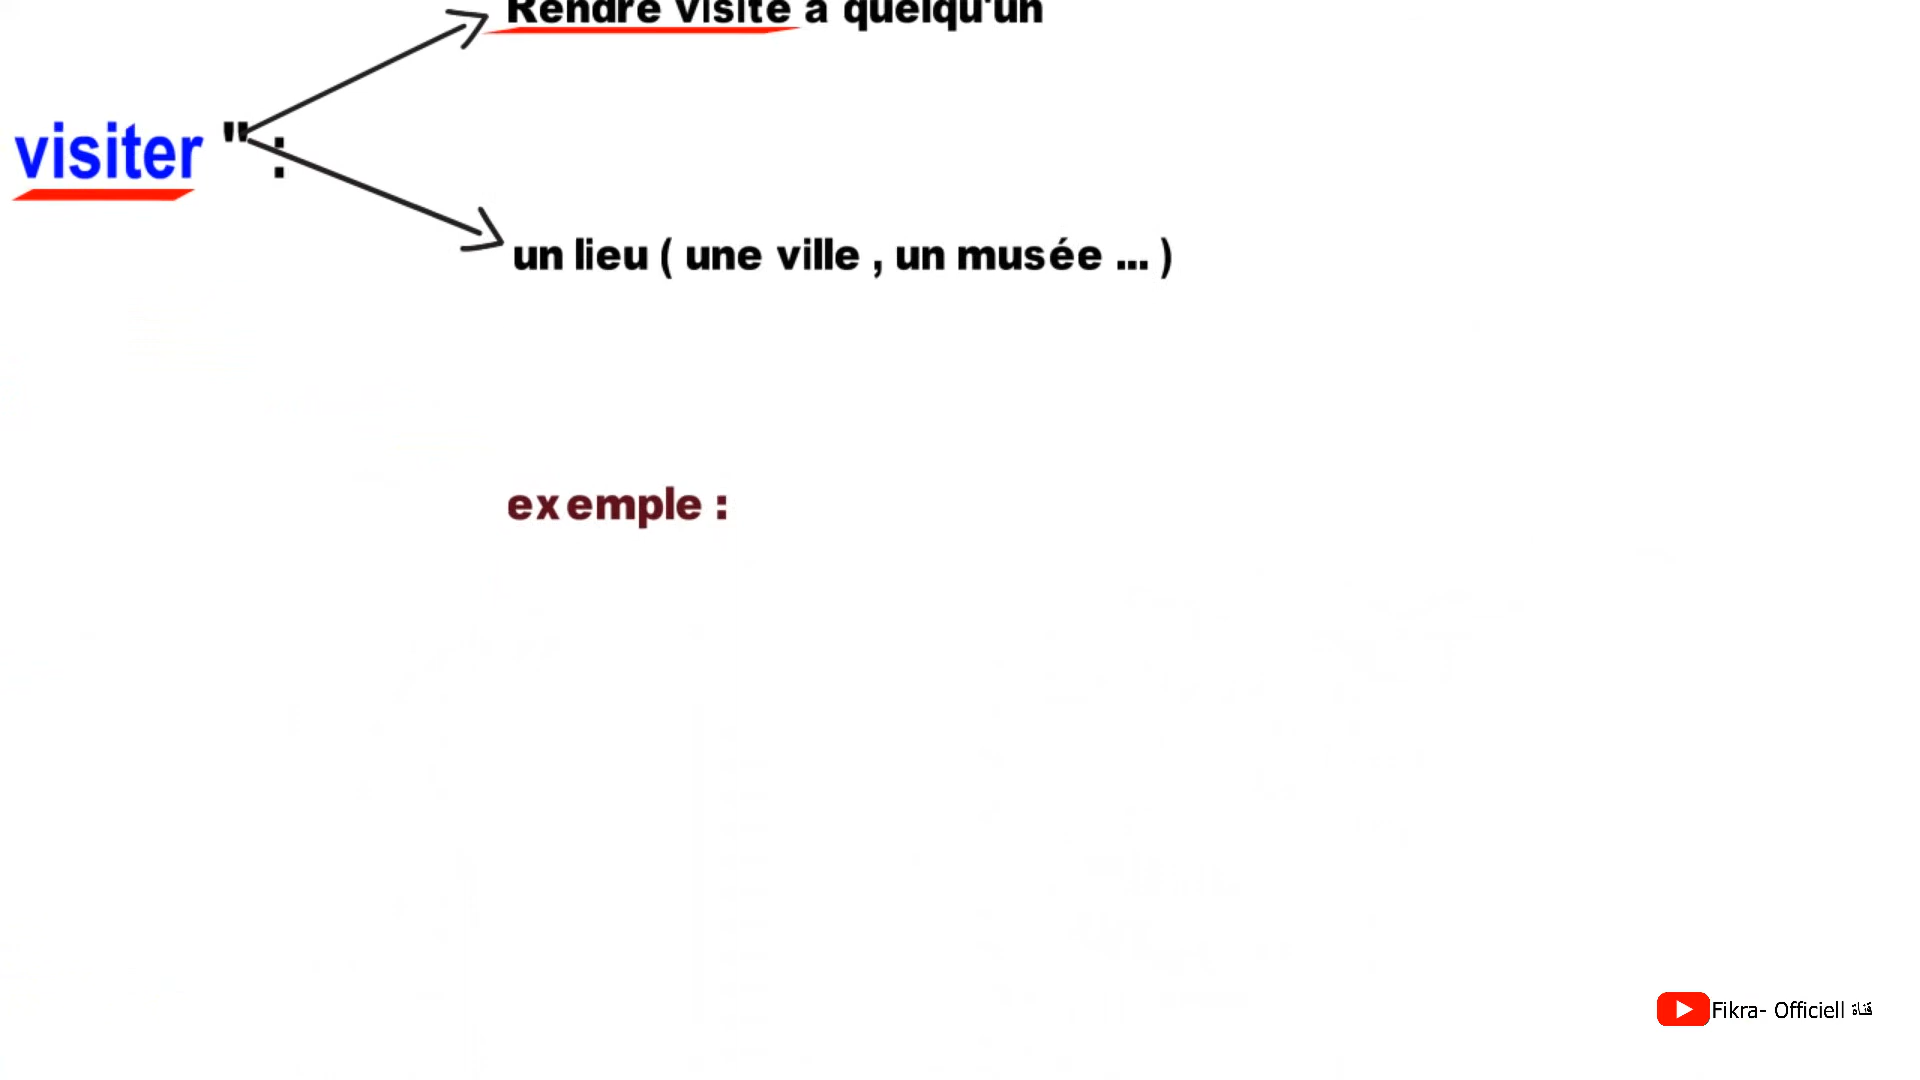 Rendre visite à quelqu'un
visiter " :
un lieu ( une ville , un musée ... )
exemple :
Fikra- Officiell قناة